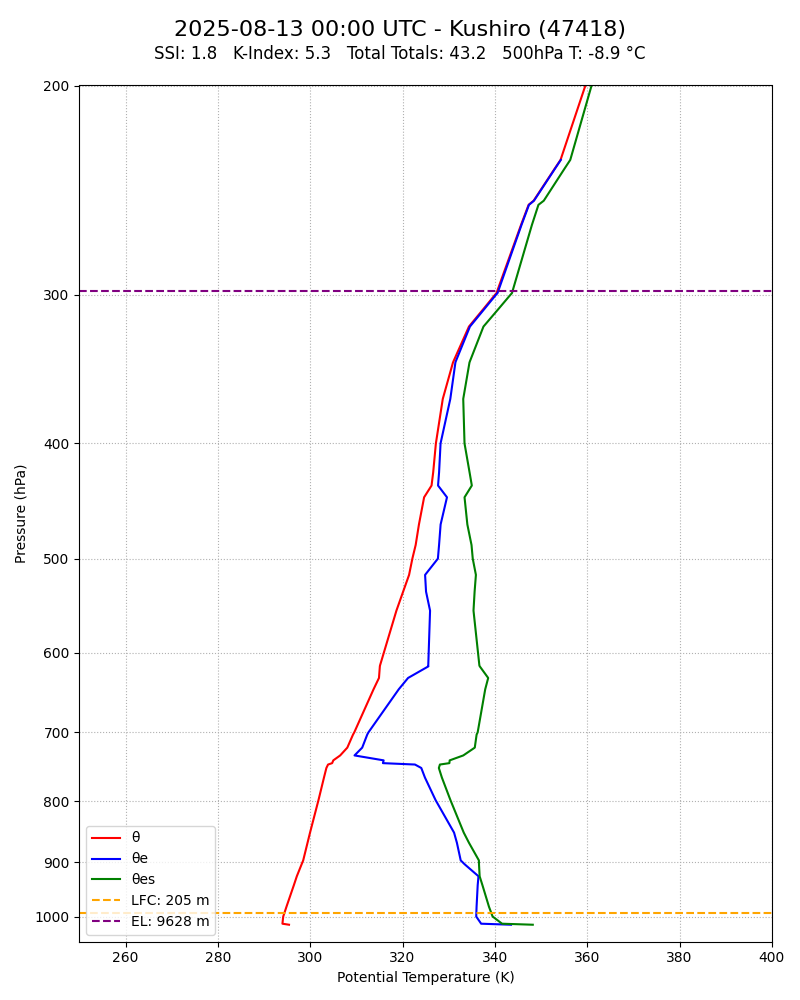 2025-08-13 00:00 UTC - Kushiro (47418)
SSI: 1.8   K-Index: 5.3   Total Totals: 43.2   500hPa T: -8.9 °C
200
300
400
500
600
700
800
900
1000
Pressure (hPa)
θ
θe
θes
LFC: 205 m
EL: 9628 m
260 280 300 320 340 360 380 400
Potential Temperature (K)